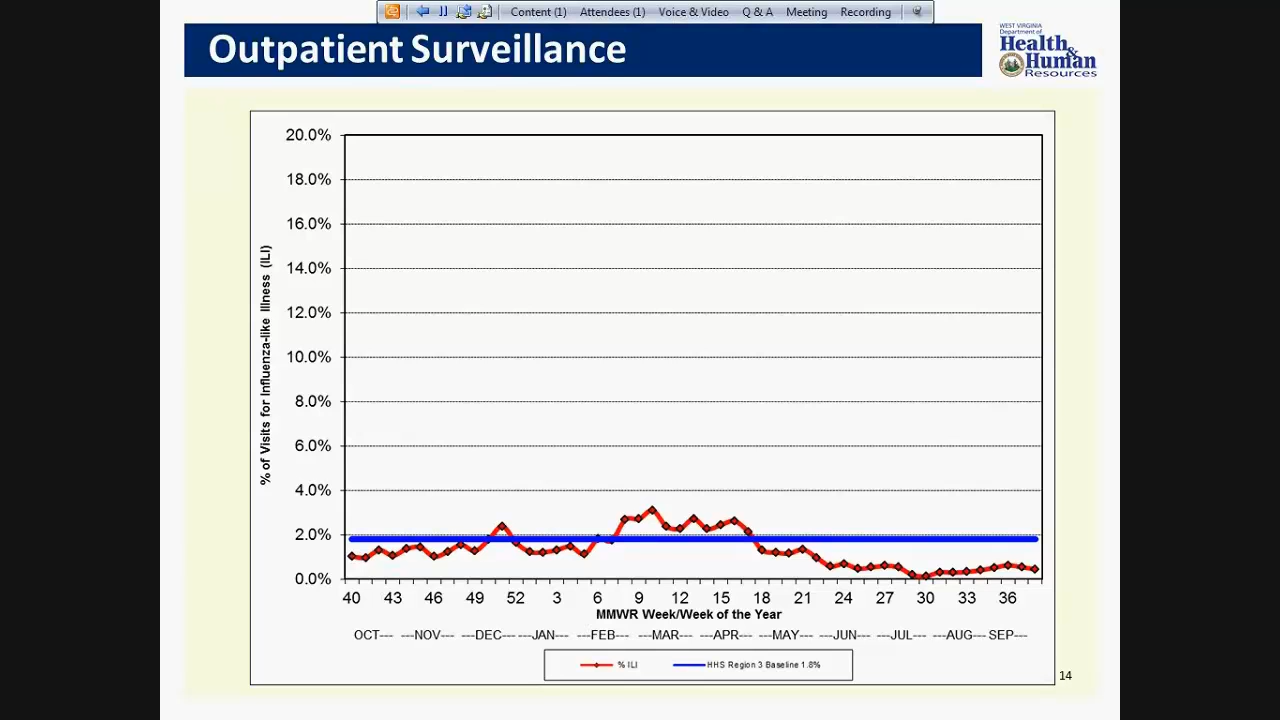 Content (1) Attendees (1) Voice & Video Q & A Meeting Recording
Outpatient Surveillance
WEST VIRGINIA
Department of
Health &
Human
Resources
20.0%
18.0%
16.0%
14.0%
12.0%
10.0%
8.0%
6.0%
4.0%
2.0%
0.0%
% of Visits for Influenza-like Illness (ILI)
40 43 46 49 52 3 6 9 12 15 18 21 24 27 30 33 36
MMWR Week/Week of the Year
OCT--- ---NOV--- ---DEC--- ---JAN--- ---FEB--- ---MAR--- ---APR--- ---MAY--- ---JUN--- ---JUL--- ---AUG--- SEP---
% ILI HHS Region 3 Baseline 1.8%
14